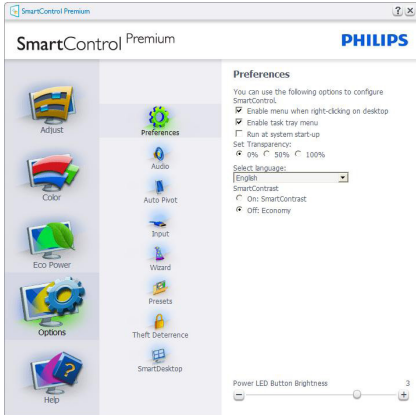 SmartControl Premium
SmartControl Premium
PHILIPS
Adjust
Color
Eco Power
Options
Help
Preferences
Audio
Auto Pivot
Input
Wizard
Presets
Theft Deterrence
SmartDesktop
Preferences
You can use the following options to configure
SmartControl.
Enable menu when right-clicking on desktop
Enable task tray menu
Run at system start-up
Set Transparency:
0% 50% 100%
Select language:
English
SmartContrast
On: SmartContrast
Off: Economy
Power LED Button Brightness 3